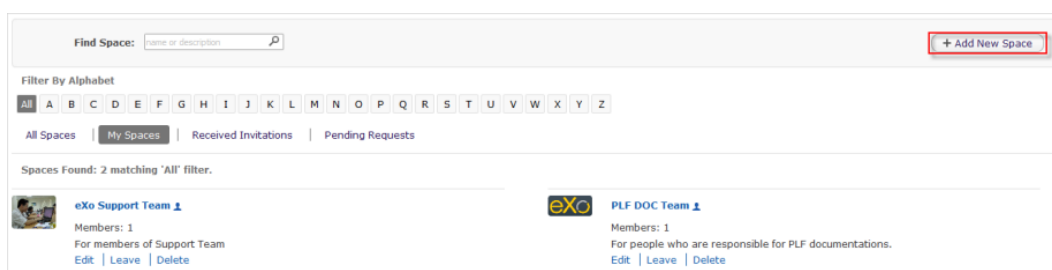 Find Space: name or description + Add New Space
Filter By Alphabet
All A B C D E F G H I J K L M N O P Q R S T U V W X Y Z
All Spaces | My Spaces | Received Invitations | Pending Requests
Spaces Found: 2 matching 'All' filter.
eXo Support Team
Members: 1
For members of Support Team
Edit | Leave | Delete
eXo
PLF DOC Team
Members: 1
For people who are responsible for PLF documentations.
Edit | Leave | Delete